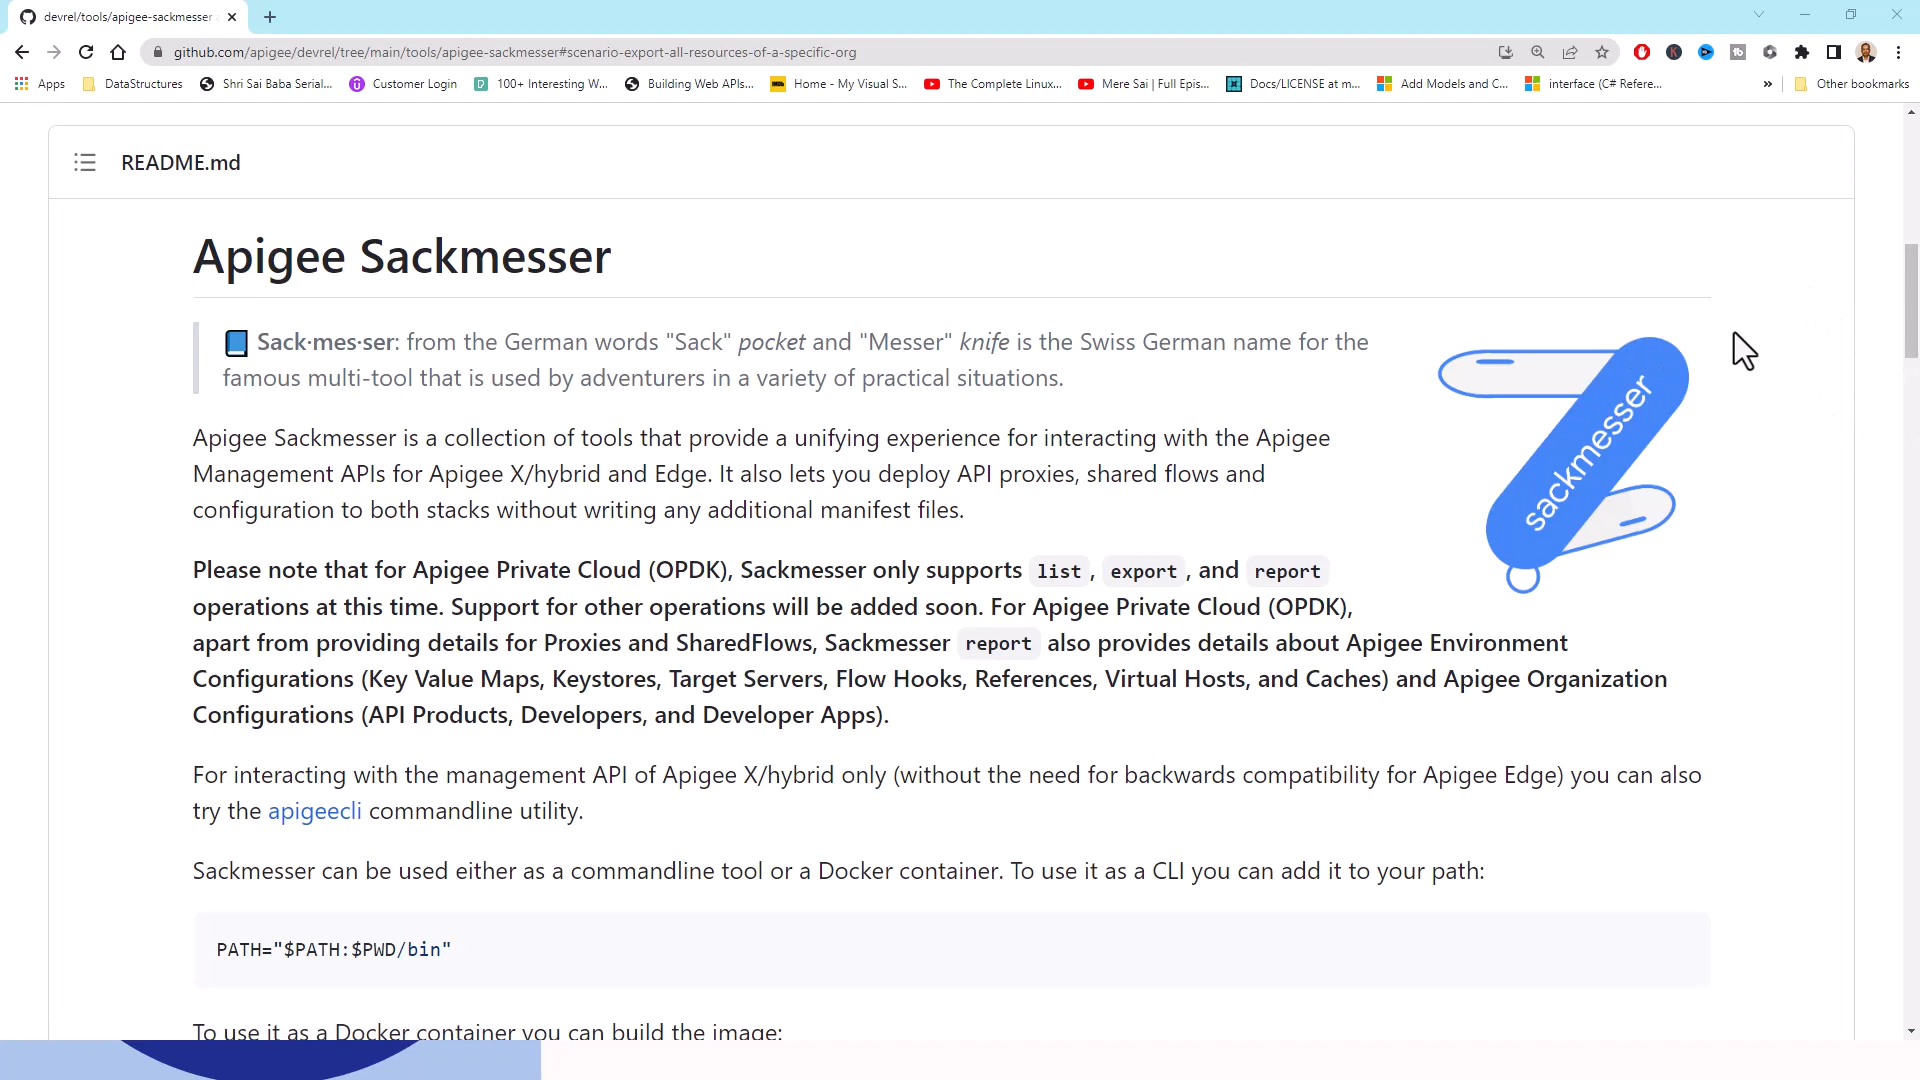 devrel/tools/apigee-sackmesser
github.com/apigee/devrel/tree/main/tools/apigee-sackmesser#scenario-export-all-resources-of-a-specific-org
Apps DataStructures Shri Sai Baba Serial... Customer Login 100+ Interesting W... Building Web APIs... Home - My Visual S... The Complete Linux... Mere Sai | Full Epis... Docs/LICENSE at m... Add Models and C... interface (C# Refere... » Other bookmarks
README.md
Apigee Sackmesser
Sack·mes·ser: from the German words "Sack" pocket and "Messer" knife is the Swiss German name for the
famous multi-tool that is used by adventurers in a variety of practical situations.
sackmesser
Apigee Sackmesser is a collection of tools that provide a unifying experience for interacting with the Apigee
Management APIs for Apigee X/hybrid and Edge. It also lets you deploy API proxies, shared flows and
configuration to both stacks without writing any additional manifest files.
Please note that for Apigee Private Cloud (OPDK), Sackmesser only supports list, export, and report
operations at this time. Support for other operations will be added soon. For Apigee Private Cloud (OPDK),
apart from providing details for Proxies and SharedFlows, Sackmesser report also provides details about Apigee Environment
Configurations (Key Value Maps, Keystores, Target Servers, Flow Hooks, References, Virtual Hosts, and Caches) and Apigee Organization
Configurations (API Products, Developers, and Developer Apps).
For interacting with the management API of Apigee X/hybrid only (without the need for backwards compatibility for Apigee Edge) you can also
try the apigeecli commandline utility.
Sackmesser can be used either as a commandline tool or a Docker container. To use it as a CLI you can add it to your path:
PATH="$PATH:$PWD/bin"
To use it as a Docker container you can build the image: